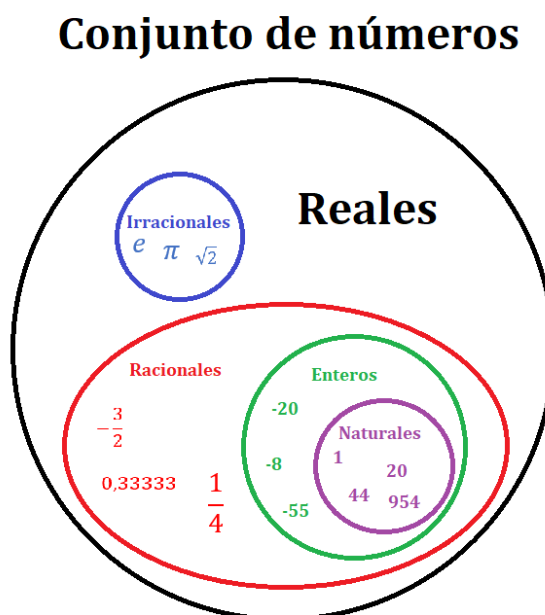 Conjunto de números
Reales
Irracionales
e π √2
Racionales
-3/2
0,33333
1/4
Enteros
-20
-8
-55
Naturales
1
20
44
954